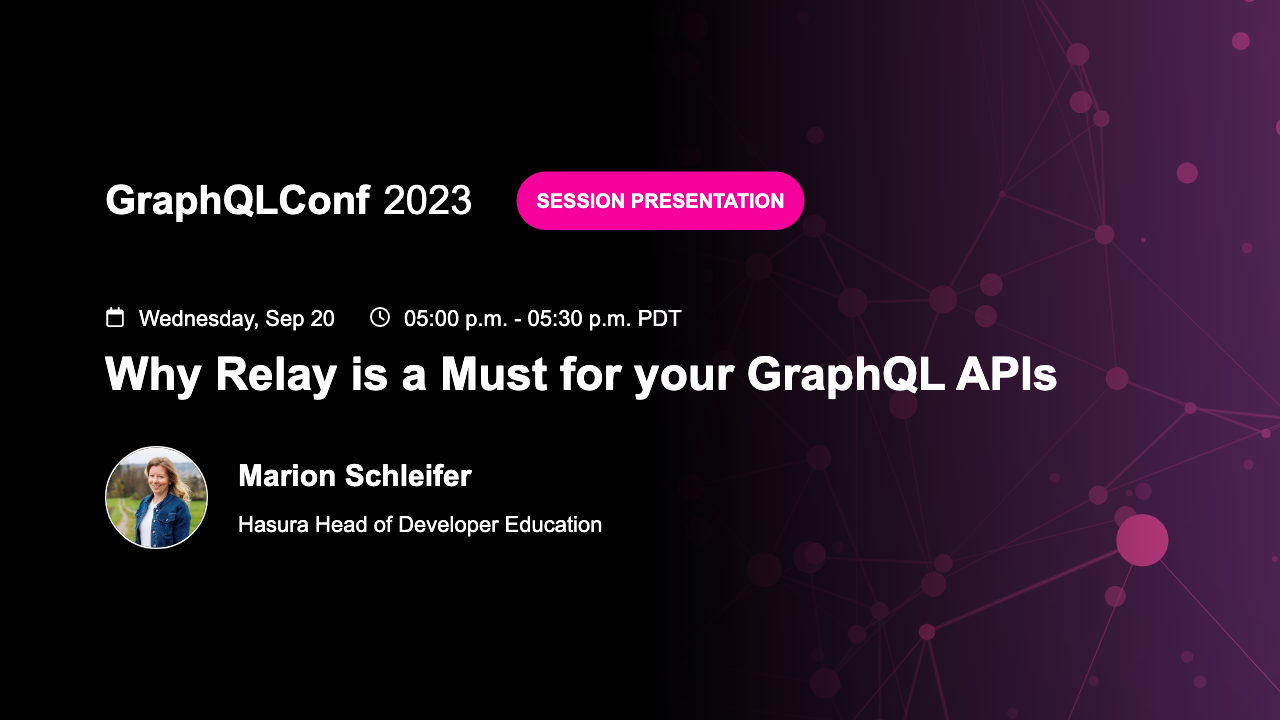 GraphQLConf 2023
SESSION PRESENTATION
Wednesday, Sep 20
05:00 p.m. - 05:30 p.m. PDT
Why Relay is a Must for your GraphQL APIs
Marion Schleifer
Hasura Head of Developer Education